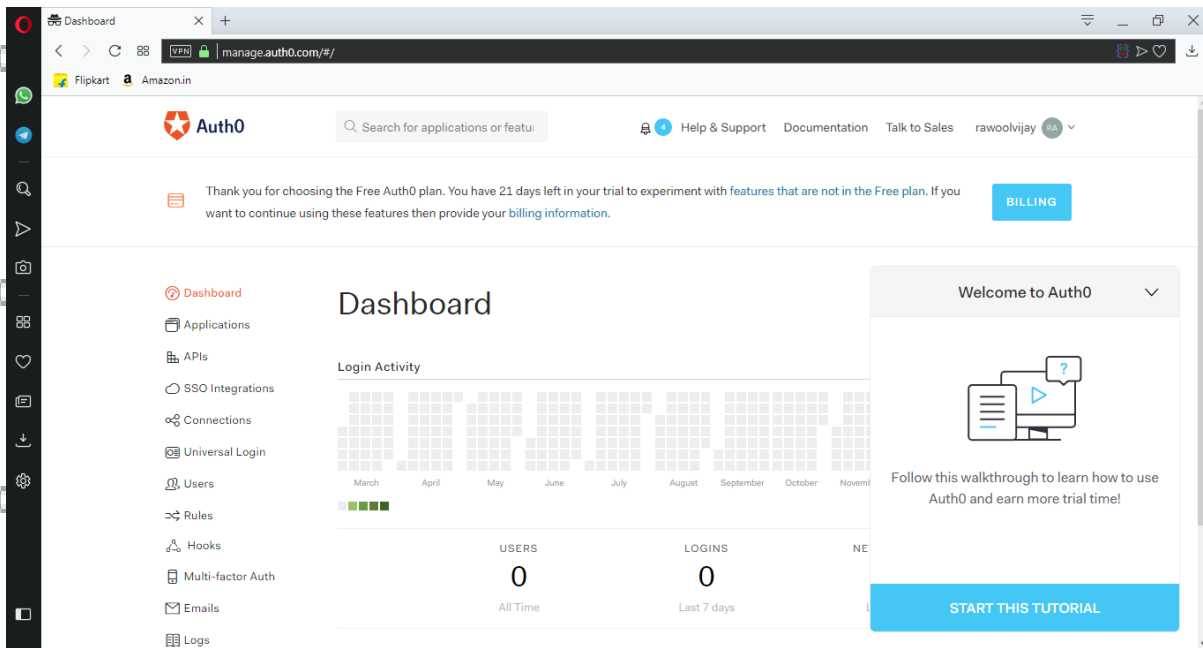 Dashboard
VPN manage.auth0.com/#/
Flipkart a Amazon.in
Auth0 Search for applications or featu 4 Help & Support Documentation Talk to Sales rawoolvijay RA
Thank you for choosing the Free Auth0 plan. You have 21 days left in your trial to experiment with features that are not in the Free plan. If you
want to continue using these features then provide your billing information.
BILLING
Dashboard
Applications
APIs
SSO Integrations
Connections
Universal Login
Users
Rules
Hooks
Multi-factor Auth
Emails
Logs
Dashboard
Login Activity
March April May June July August September October Novem
USERS LOGINS NE
0 0
All Time Last 7 days
Welcome to Auth0
?
Follow this walkthrough to learn how to use
Auth0 and earn more trial time!
START THIS TUTORIAL